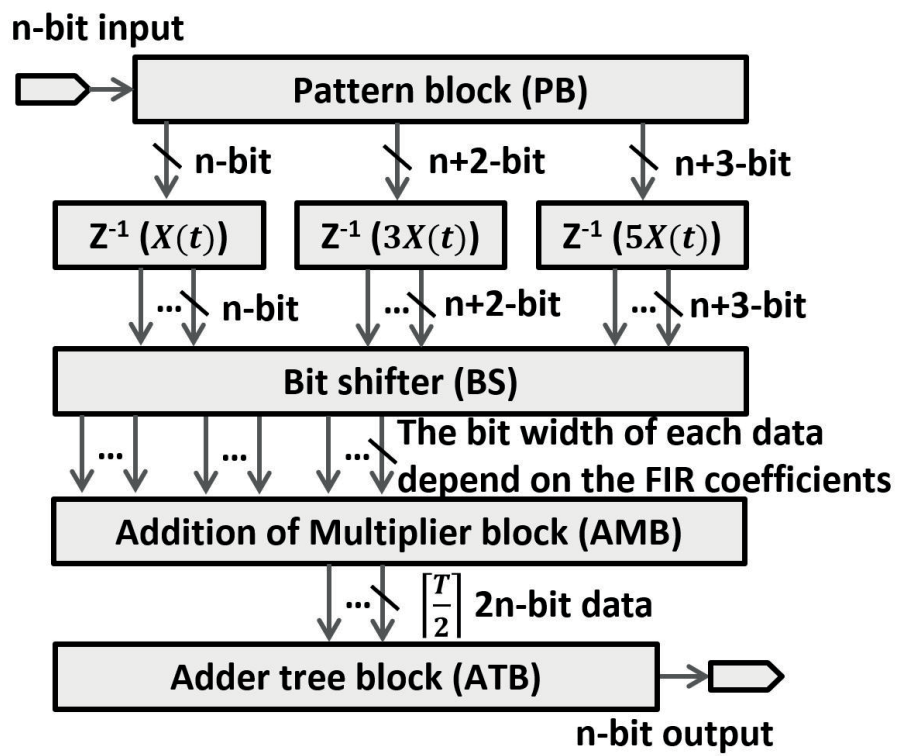 n-bit input
Pattern block (PB)
n-bit
n+2-bit
n+3-bit
Z⁻¹ (X(t))
Z⁻¹ (3X(t))
Z⁻¹ (5X(t))
... n-bit
... n+2-bit
... n+3-bit
Bit shifter (BS)
... ... ... The bit width of each data
depend on the FIR coefficients
Addition of Multiplier block (AMB)
... ⌈T/2⌉ 2n-bit data
Adder tree block (ATB)
n-bit output